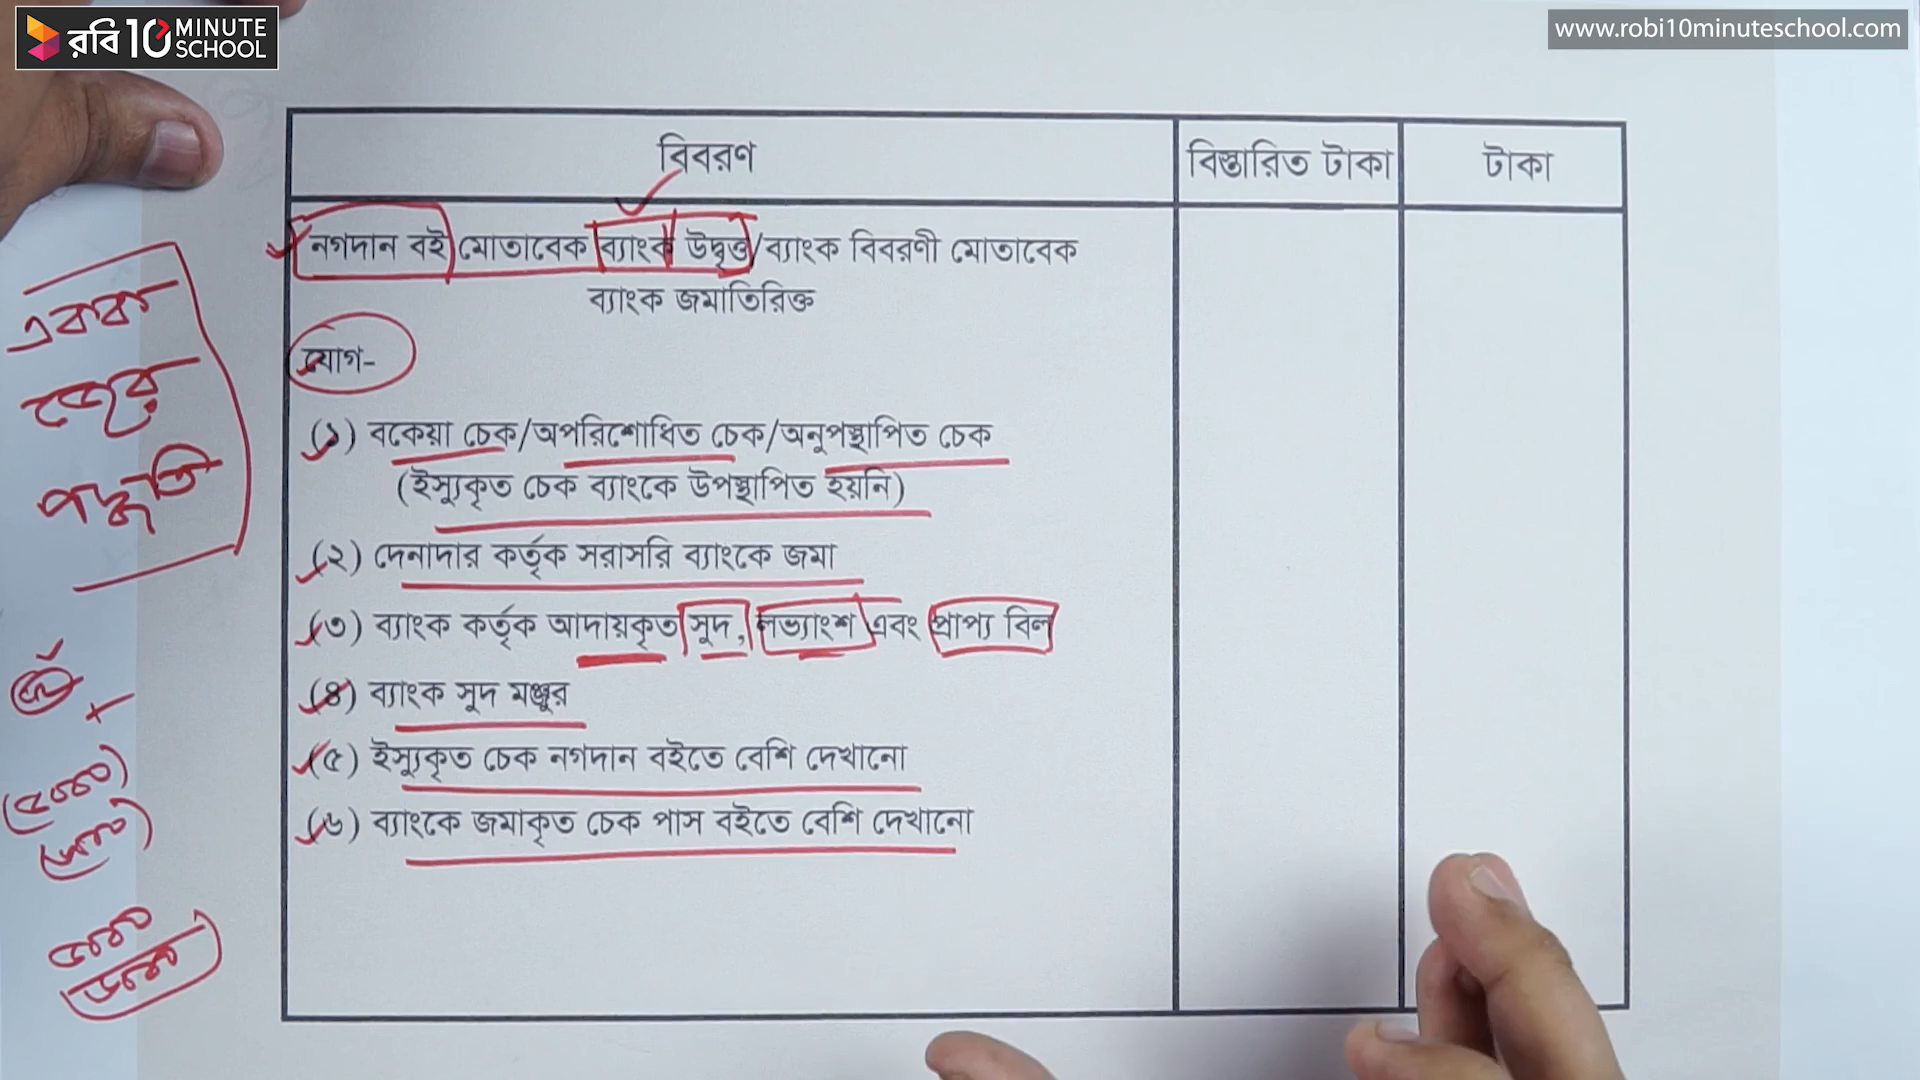 রবি 10 MINUTE SCHOOL
www.robi10minuteschool.com
বিবরণ
বিস্তারিত টাকা
টাকা
নগদান বই মোতাবেক ব্যাংক উদ্বৃত্ত/ব্যাংক বিবরণী মোতাবেক
ব্যাংক জমাতিরিক্ত
যোগ-
(১) বকেয়া চেক/অপরিশোধিত চেক/অনুপস্থাপিত চেক
(ইস্যুকৃত চেক ব্যাংকে উপস্থাপিত হয়নি)
(২) দেনাদার কর্তৃক সরাসরি ব্যাংকে জমা
(৩) ব্যাংক কর্তৃক আদায়কৃত সুদ, লভ্যাংশ এবং প্রাপ্য বিল
(৪) ব্যাংক সুদ মঞ্জুর
(৫) ইস্যুকৃত চেক নগদান বইতে বেশি দেখানো
(৬) ব্যাংকে জমাকৃত চেক পাস বইতে বেশি দেখানো
পদ্ধতি